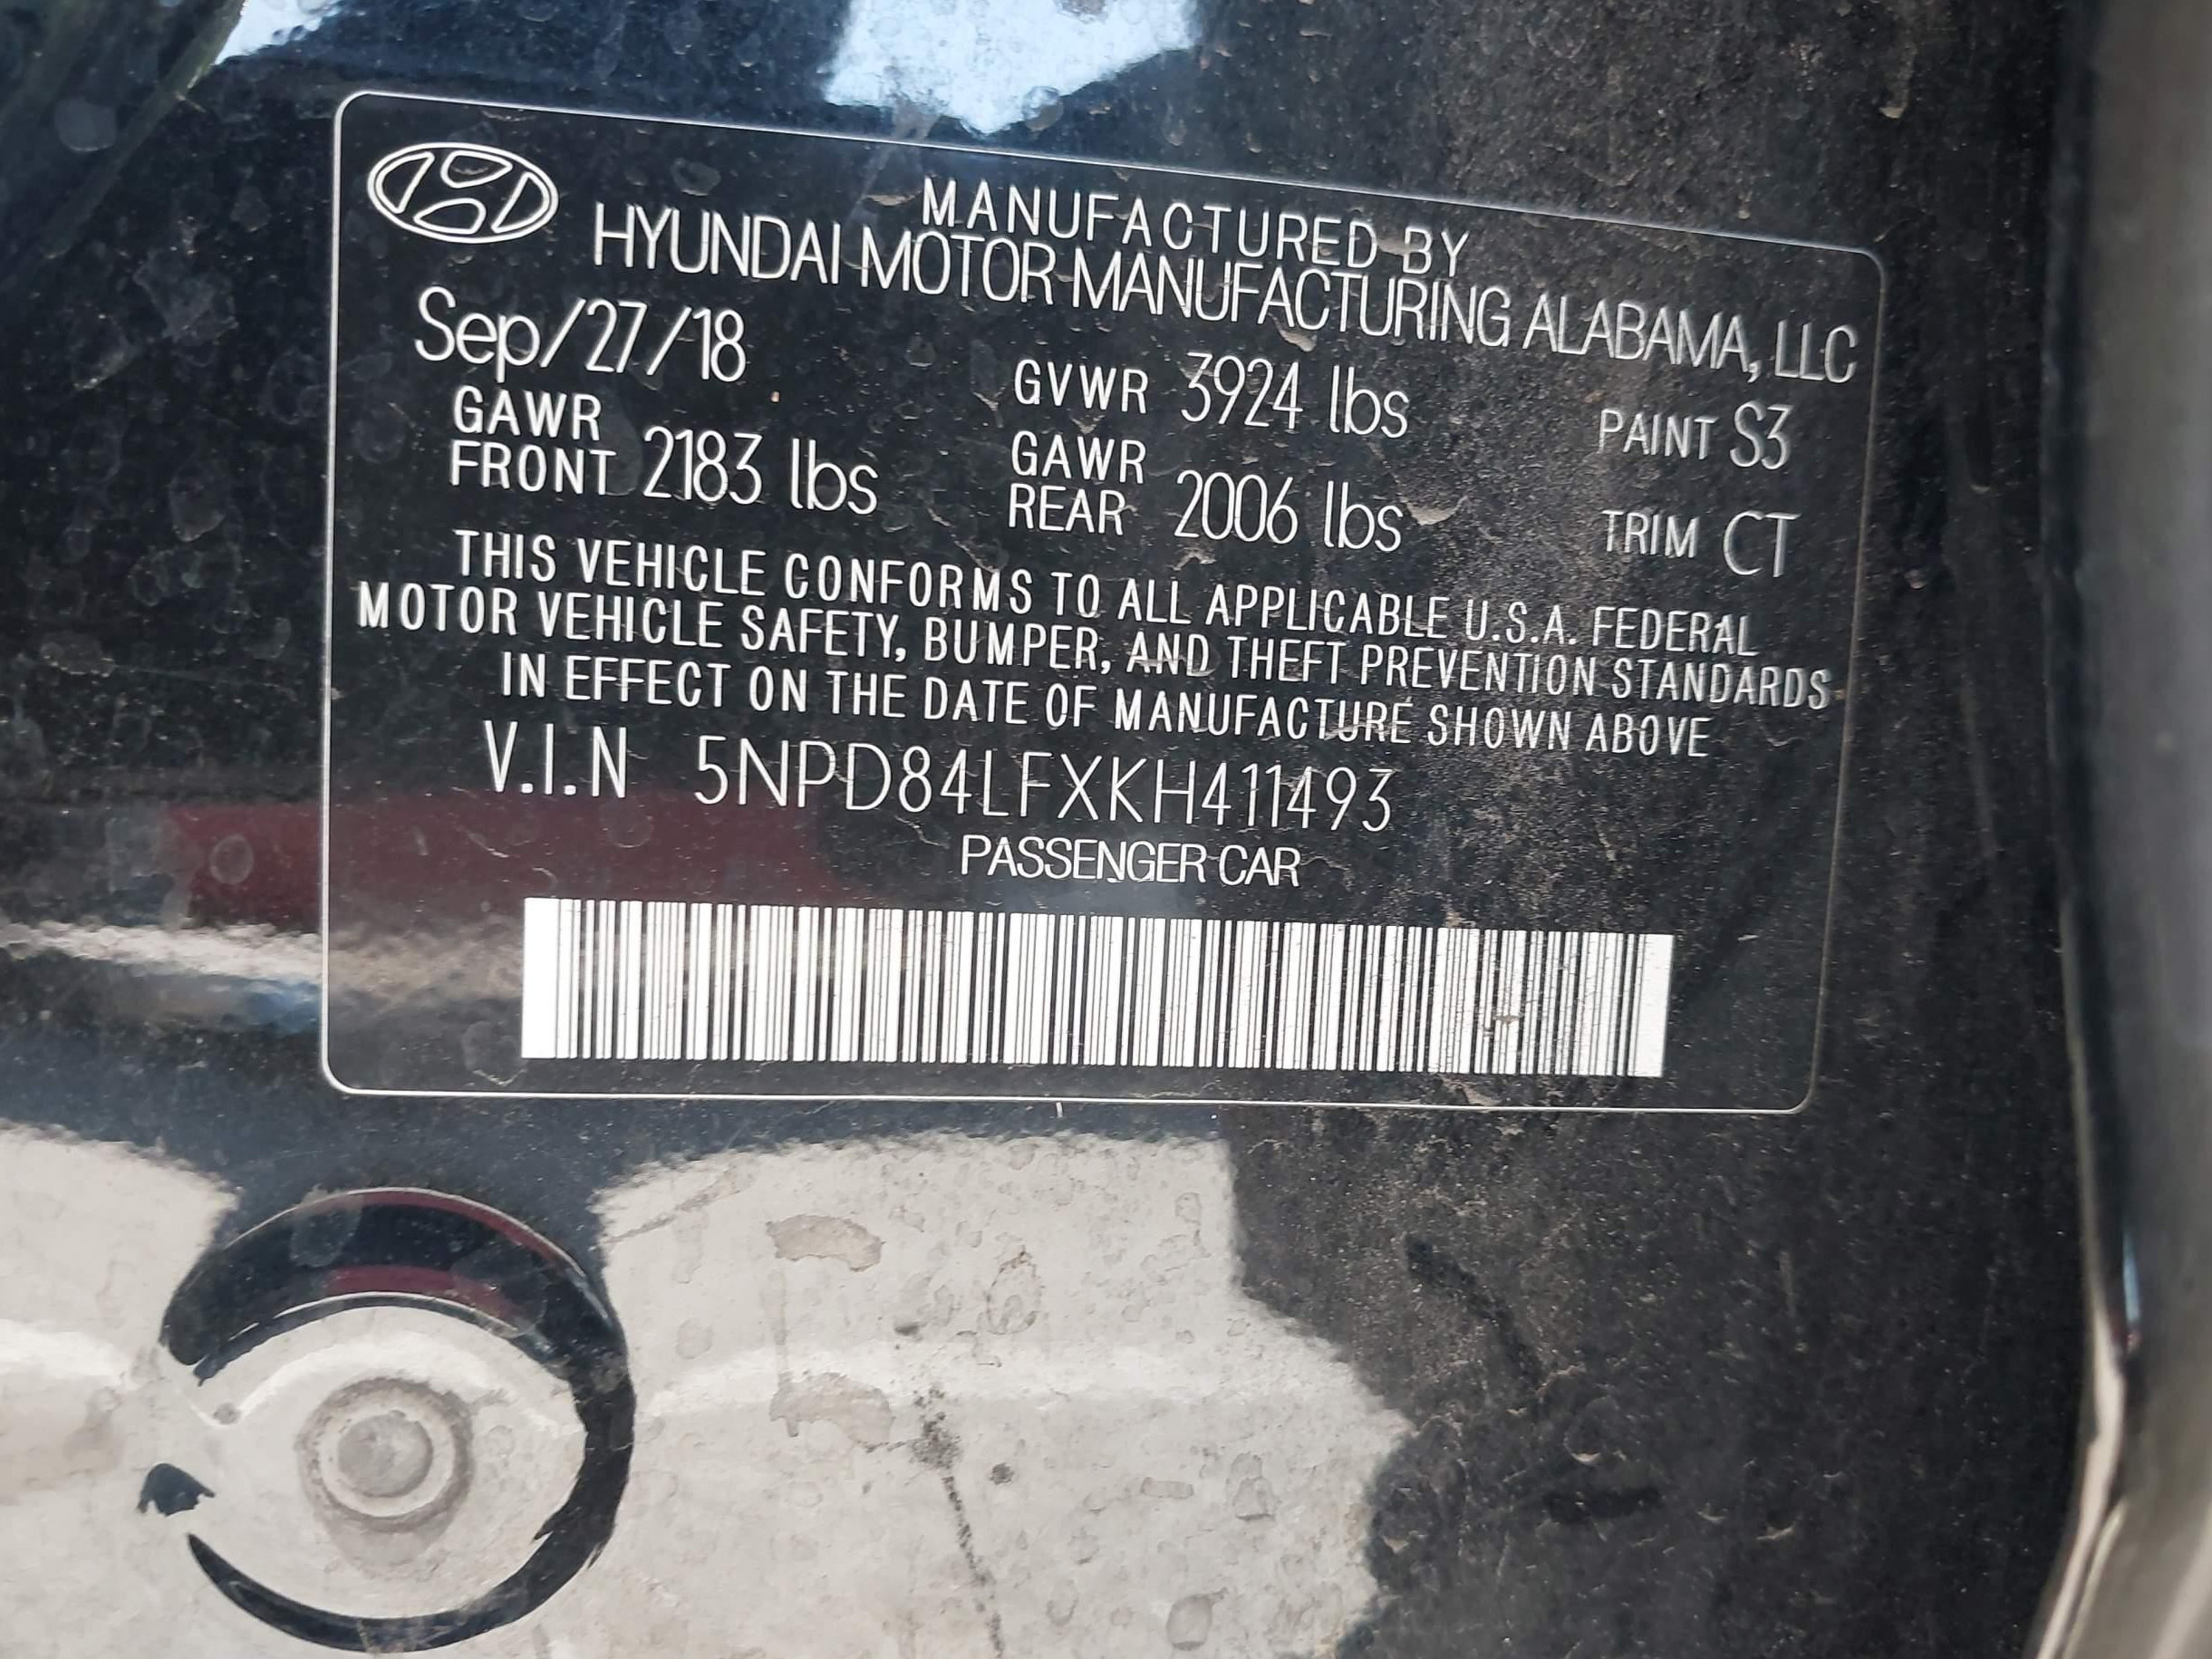 MANUFACTURED BY
HYUNDAI MOTOR MANUFACTURING ALABAMA, LLC
Sep/27/18 GVWR 3924 lbs PAINT S3
GAWR FRONT 2183 lbs GAWR REAR 2006 lbs TRIM CT
THIS VEHICLE CONFORMS TO ALL APPLICABLE U.S.A. FEDERAL
MOTOR VEHICLE SAFETY, BUMPER, AND THEFT PREVENTION STANDARDS
IN EFFECT ON THE DATE OF MANUFACTURE SHOWN ABOVE
V.I.N 5NPD84LFXKH411493
PASSENGER CAR